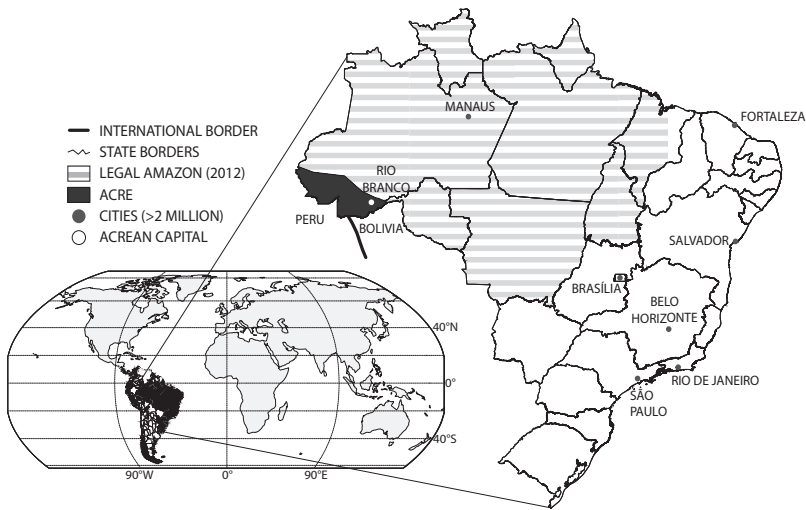 INTERNATIONAL BORDER
STATE BORDERS
LEGAL AMAZON (2012)
ACRE
CITIES (>2 MILLION)
ACREAN CAPITAL
MANAUS
FORTALEZA
RIO
BRANCO
PERU
BOLIVIA
SALVADOR
BRASÍLIA
BELO
HORIZONTE
RIO DE JANEIRO
SÃO
PAULO
40°N
0°
40°S
90°W
0°
90°E